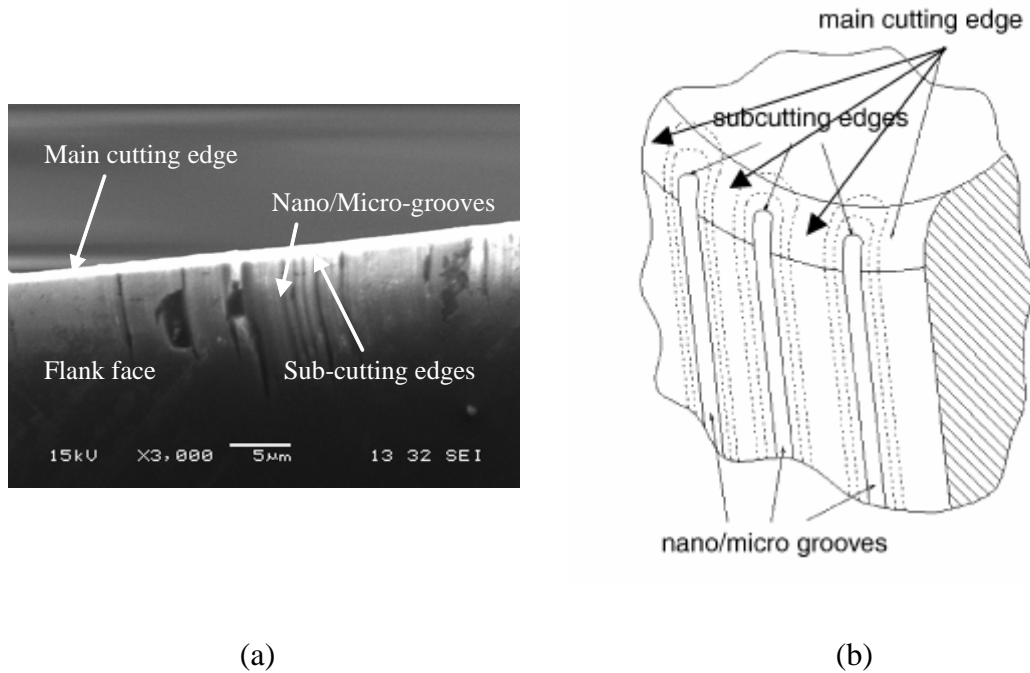 Main cutting edge
Nano/Micro-grooves
Flank face
Sub-cutting edges
15kV X3,000 5μm 13 32 SEI
(a)
main cutting edge
subcutting edges
nano/micro grooves
(b)